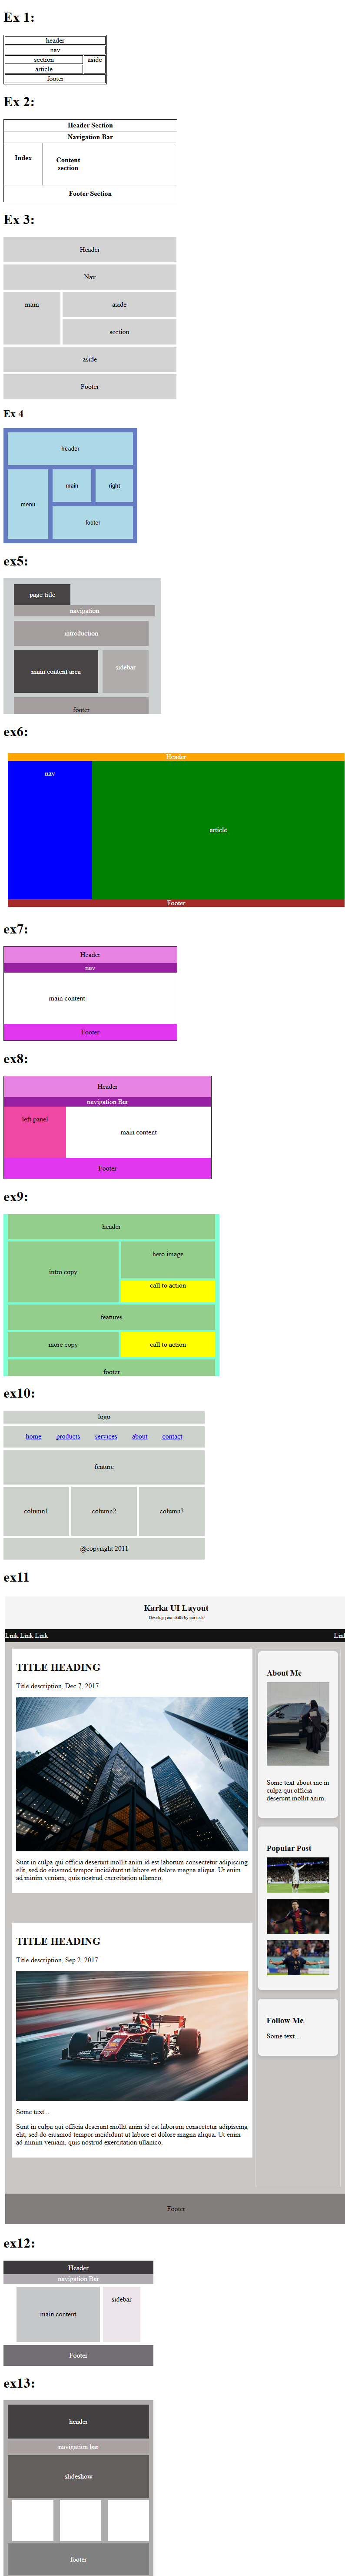 Ex 1:
header
nav
section aside
article
footer
Ex 2:
Header Section
Navigation Bar
Index Content
section
Footer Section
Ex 3:
Header
Nav
main aside
section
aside
Footer
Ex 4
header
main right
menu
footer
ex5:
page title
navigation
introduction
main content area sidebar
footer
ex6:
Header
nav
article
Footer
ex7:
Header
nav
main content
Footer
ex8:
Header
navigation Bar
left panel
main content
Footer
ex9:
header
hero image
intro copy
call to action
features
more copy call to action
footer
ex10:
logo
home products services about contact
feature
column1 column2 column3
@copyright 2011
ex11
Karka UI Layout
Develop your skills by our tech
Link Link Link Link
TITLE HEADING
Title description, Dec 7, 2017
Sunt in culpa qui officia deserunt mollit anim id est laborum consectetur adipiscing
elit, sed do eiusmod tempor incididunt ut labore et dolore magna aliqua. Ut enim
ad minim veniam, quis nostrud exercitation ullamco.
TITLE HEADING
Title description, Sep 2, 2017
Some text...
Sunt in culpa qui officia deserunt mollit anim id est laborum consectetur adipiscing
elit, sed do eiusmod tempor incididunt ut labore et dolore magna aliqua. Ut enim
ad minim veniam, quis nostrud exercitation ullamco.
About Me
Some text about me in
culpa qui officia
deserunt mollit anim.
Popular Post
Follow Me
Some text...
Footer
ex12:
Header
navigation Bar
main content sidebar
Footer
ex13:
header
navigation bar
slideshow
footer